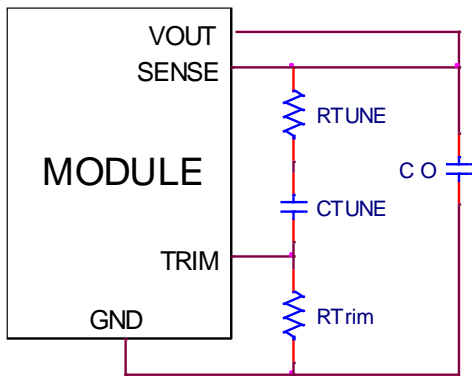 VOUT
SENSE
RTUNE
MODULE
C O
CTUNE
TRIM
GND
RTrim